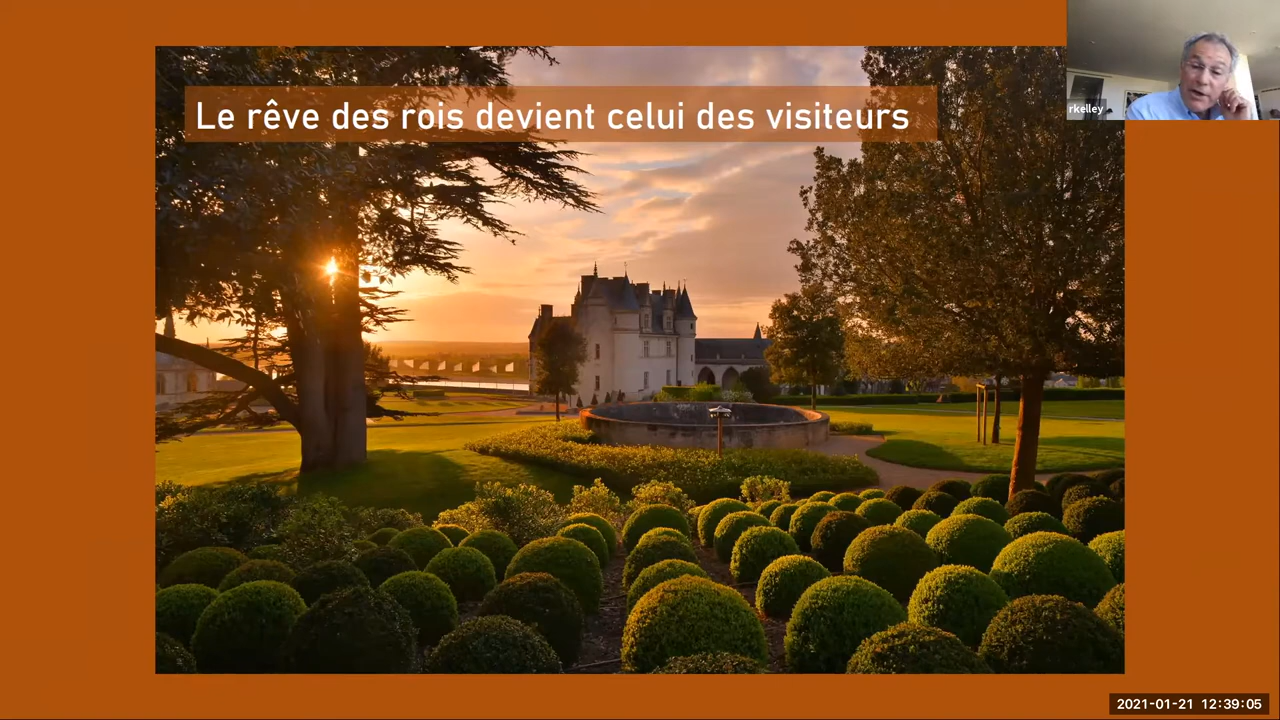 Le rêve des rois devient celui des visiteurs
rkelley
2021-01-21 12:39:05